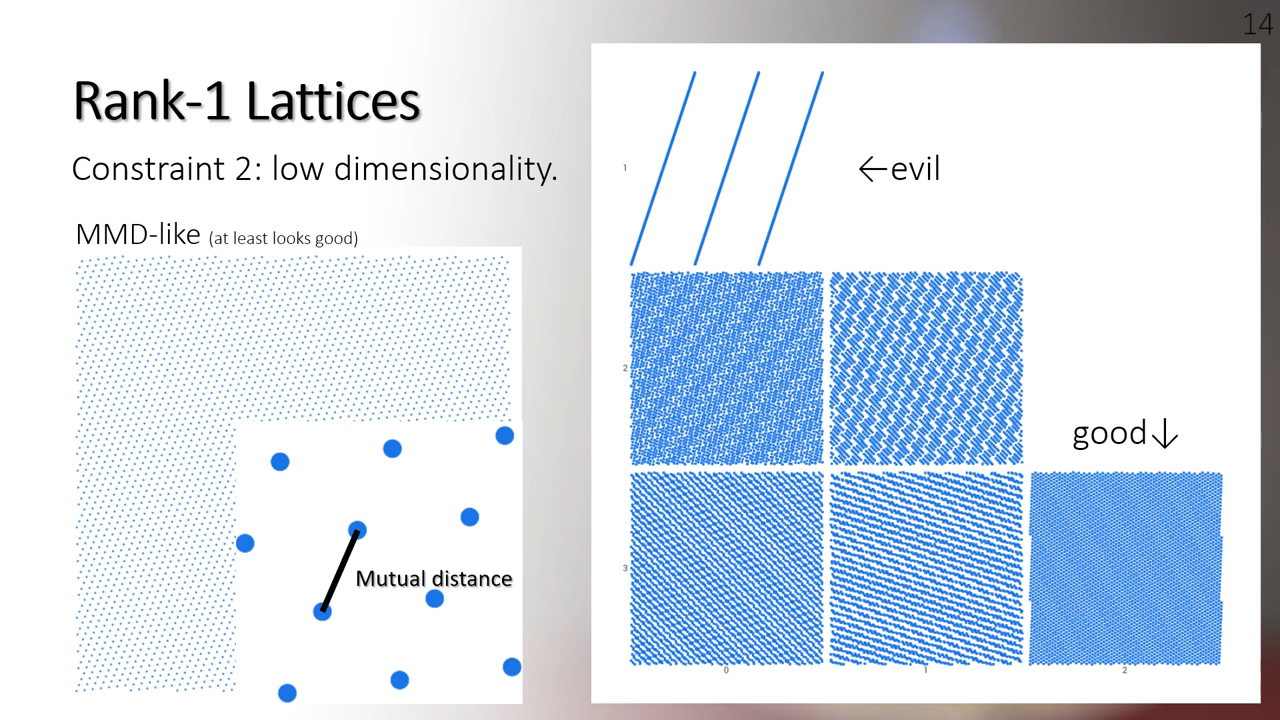 14
Rank-1 Lattices
Constraint 2: low dimensionality.
MMD-like (at least looks good)
Mutual distance
1
←evil
2
good↓
3
0
1
2